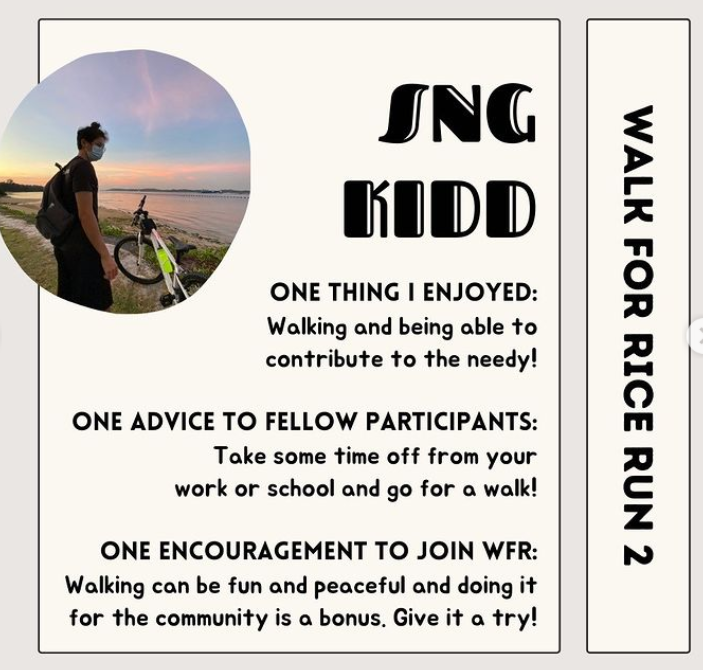 SNG
KIDD
ONE THING I ENJOYED:
Walking and being able to
contribute to the needy!
ONE ADVICE TO FELLOW PARTICIPANTS:
Take some time off from your
work or school and go for a walk!
ONE ENCOURAGEMENT TO JOIN WFR:
Walking can be fun and peaceful and doing it
for the community is a bonus. Give it a try!
WALK FOR RICE RUN 2